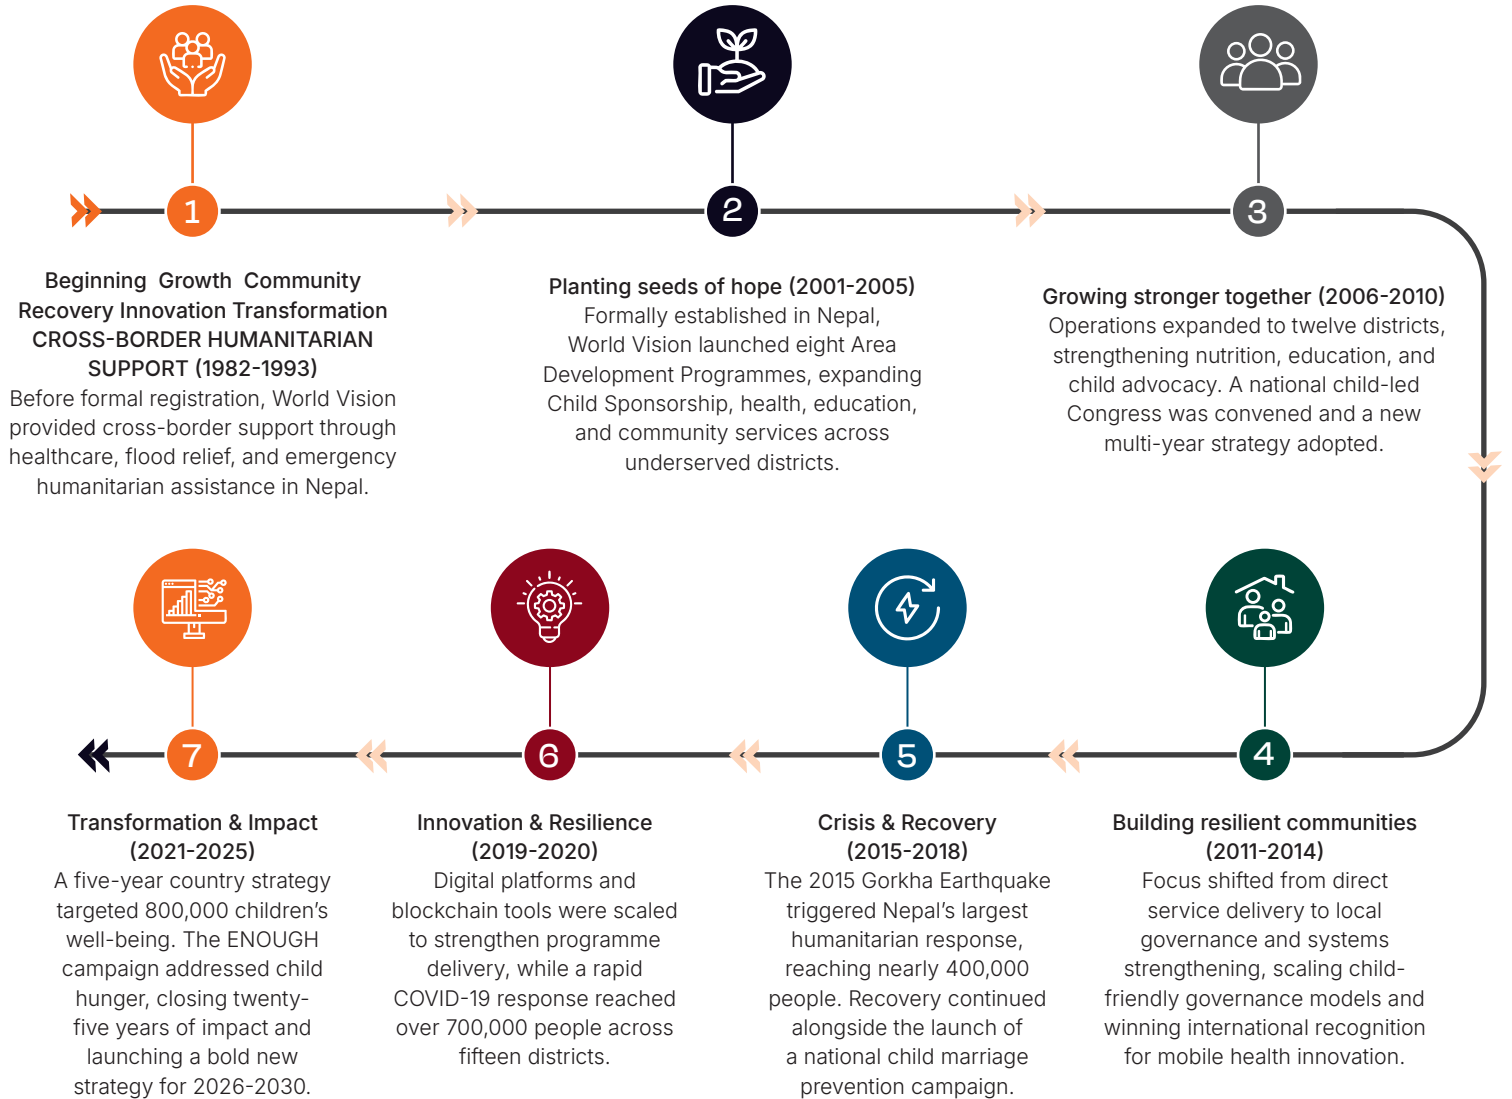 1
2
3
Beginning Growth Community
Recovery Innovation Transformation
CROSS-BORDER HUMANITARIAN
SUPPORT (1982-1993)
Before formal registration, World Vision
provided cross-border support through
healthcare, flood relief, and emergency
humanitarian assistance in Nepal.
Planting seeds of hope (2001-2005)
Formally established in Nepal,
World Vision launched eight Area
Development Programmes, expanding
Child Sponsorship, health, education,
and community services across
underserved districts.
Growing stronger together (2006-2010)
Operations expanded to twelve districts,
strengthening nutrition, education, and
child advocacy. A national child-led
Congress was convened and a new
multi-year strategy adopted.
4
Building resilient communities
(2011-2014)
Focus shifted from direct
service delivery to local
governance and systems
strengthening, scaling child-
friendly governance models and
winning international recognition
for mobile health innovation.
5
Crisis & Recovery
(2015-2018)
The 2015 Gorkha Earthquake
triggered Nepal’s largest
humanitarian response,
reaching nearly 400,000
people. Recovery continued
alongside the launch of
a national child marriage
prevention campaign.
6
Innovation & Resilience
(2019-2020)
Digital platforms and
blockchain tools were scaled
to strengthen programme
delivery, while a rapid
COVID-19 response reached
over 700,000 people across
fifteen districts.
7
Transformation & Impact
(2021-2025)
A five-year country strategy
targeted 800,000 children’s
well-being. The ENOUGH
campaign addressed child
hunger, closing twenty-
five years of impact and
launching a bold new
strategy for 2026-2030.